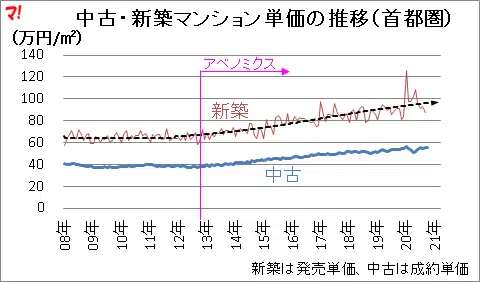 マ!
中古・新築マンション単価の推移(首都圏)
(万円/㎡)
140
120
100
80
60
40
20
0
アベノミクス
新築
中古
08年
09年
10年
11年
12年
13年
14年
15年
16年
17年
18年
19年
20年
21年
新築は発売単価、中古は成約単価